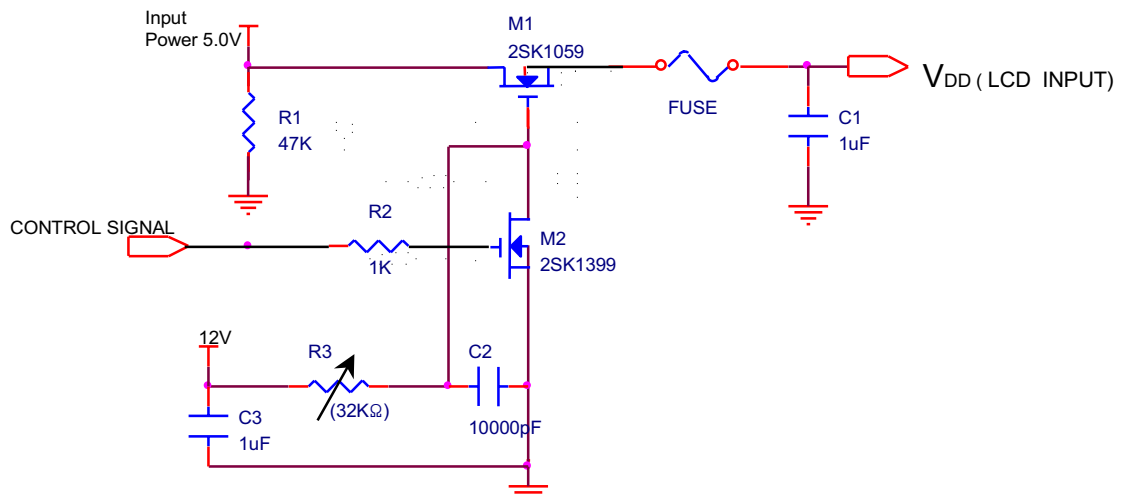 Input
Power 5.0V
M1
2SK1059
FUSE
VDD ( LCD INPUT)
R1
47K
C1
1uF
CONTROL SIGNAL
R2
1K
M2
2SK1399
12V
R3
(32KΩ)
C2
10000pF
C3
1uF